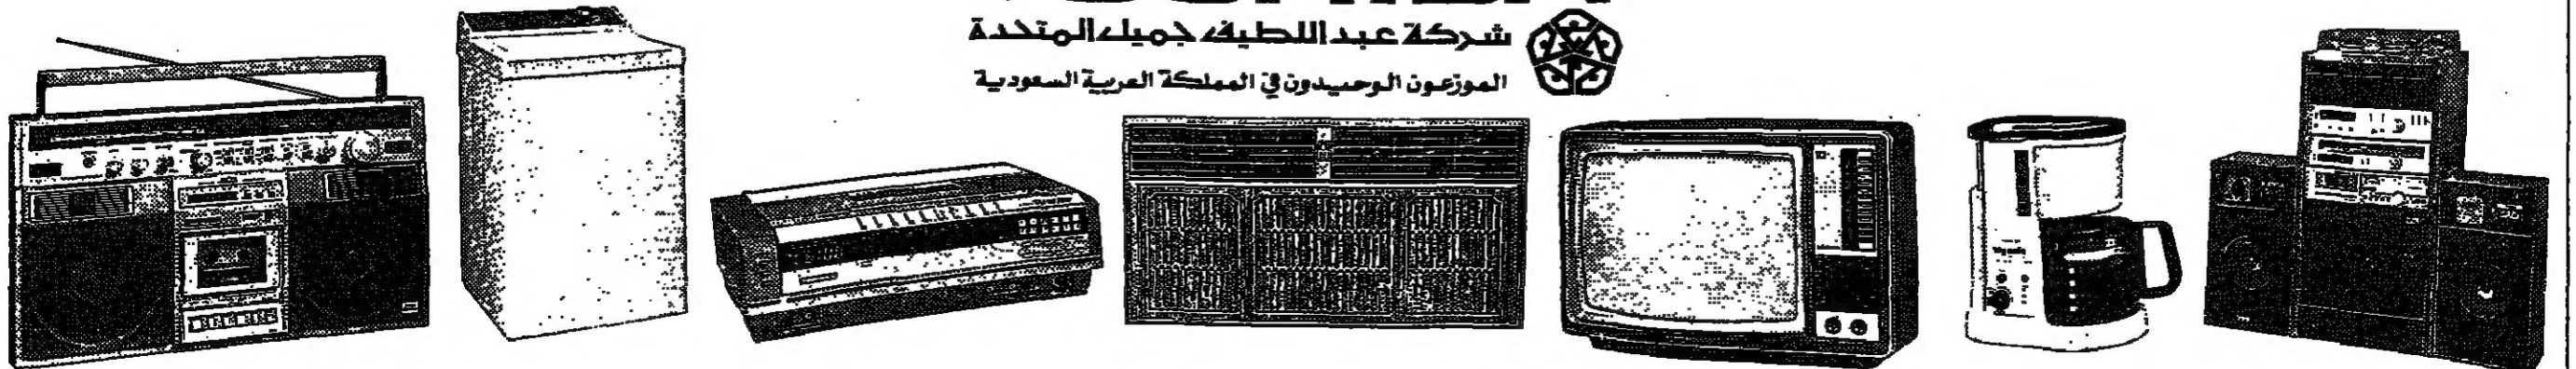 شركة عبد اللطيف جميل المتحدة
الموزعون الوحيدون في المملكة العربية السعودية